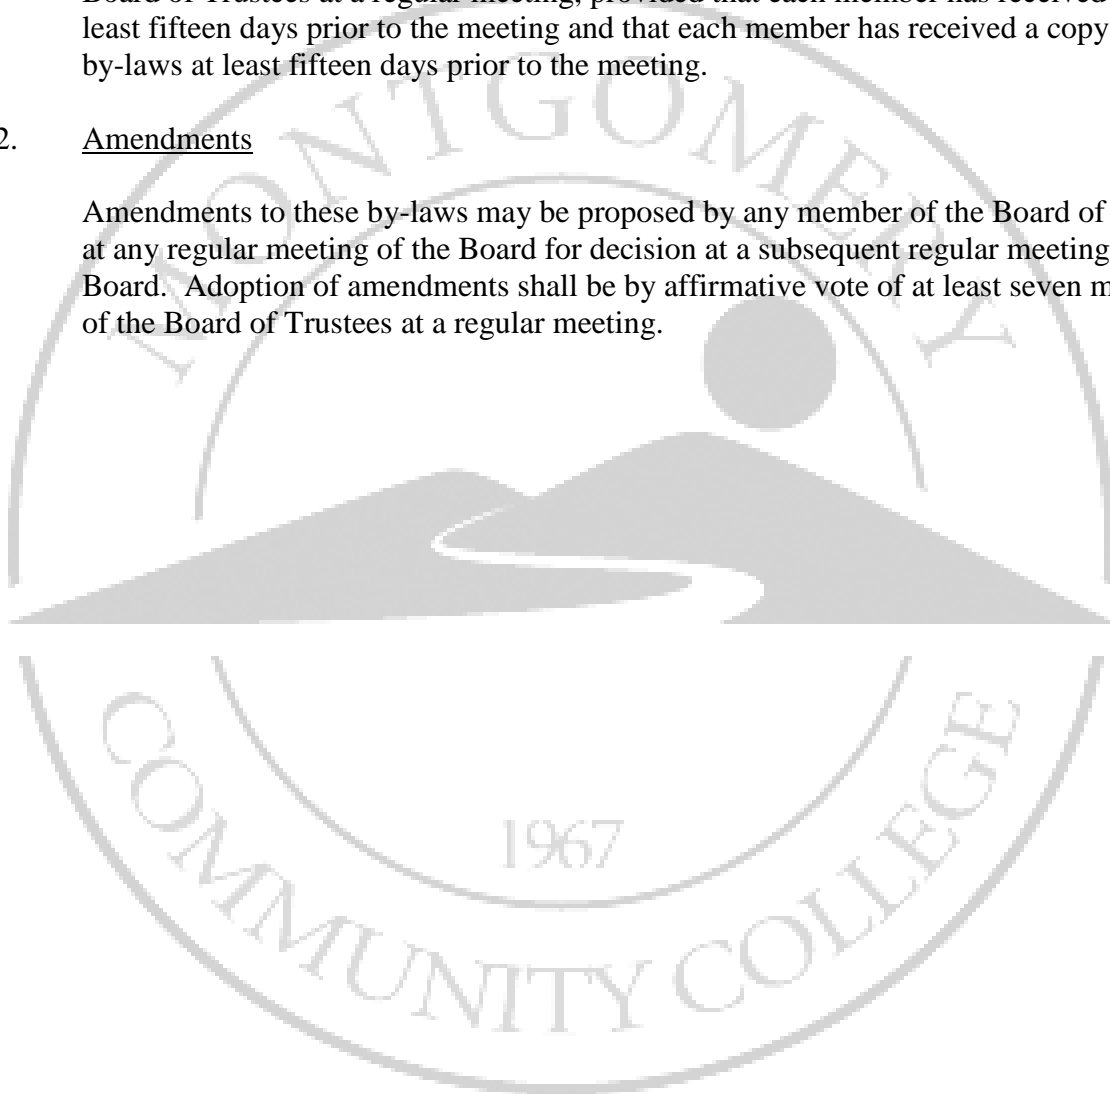 Board of Trustees at a regular meeting, provided that each member has received
least fifteen days prior to the meeting and that each member has received a copy
by-laws at least fifteen days prior to the meeting.
2. Amendments
Amendments to these by-laws may be proposed by any member of the Board of
at any regular meeting of the Board for decision at a subsequent regular meeting
Board. Adoption of amendments shall be by affirmative vote of at least seven m
of the Board of Trustees at a regular meeting.
MONTGOMERY
1967
COMMUNITY COLLEGE